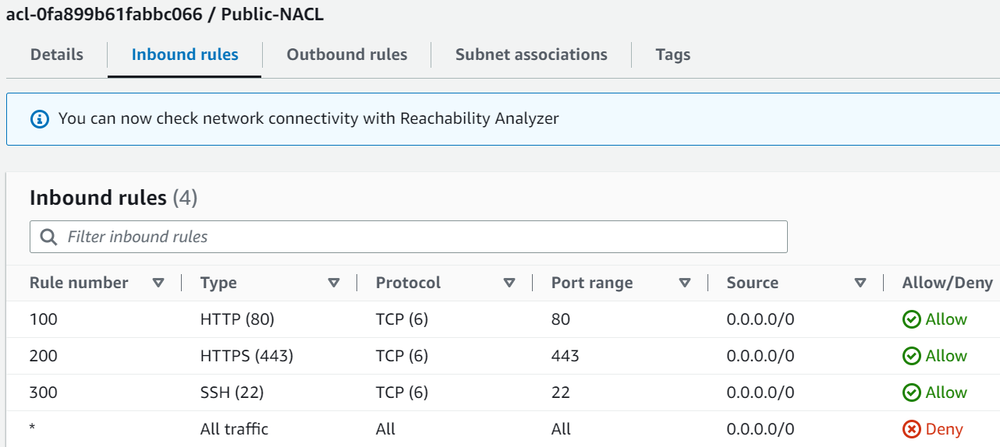 acl-0fa899b61fabbc066 / Public-NACL
Details Inbound rules Outbound rules Subnet associations Tags
You can now check network connectivity with Reachability Analyzer
Inbound rules (4)
Filter inbound rules
Rule number Type Protocol Port range Source Allow/Deny
100 HTTP (80) TCP (6) 80 0.0.0.0/0 Allow
200 HTTPS (443) TCP (6) 443 0.0.0.0/0 Allow
300 SSH (22) TCP (6) 22 0.0.0.0/0 Allow
* All traffic All All 0.0.0.0/0 Deny